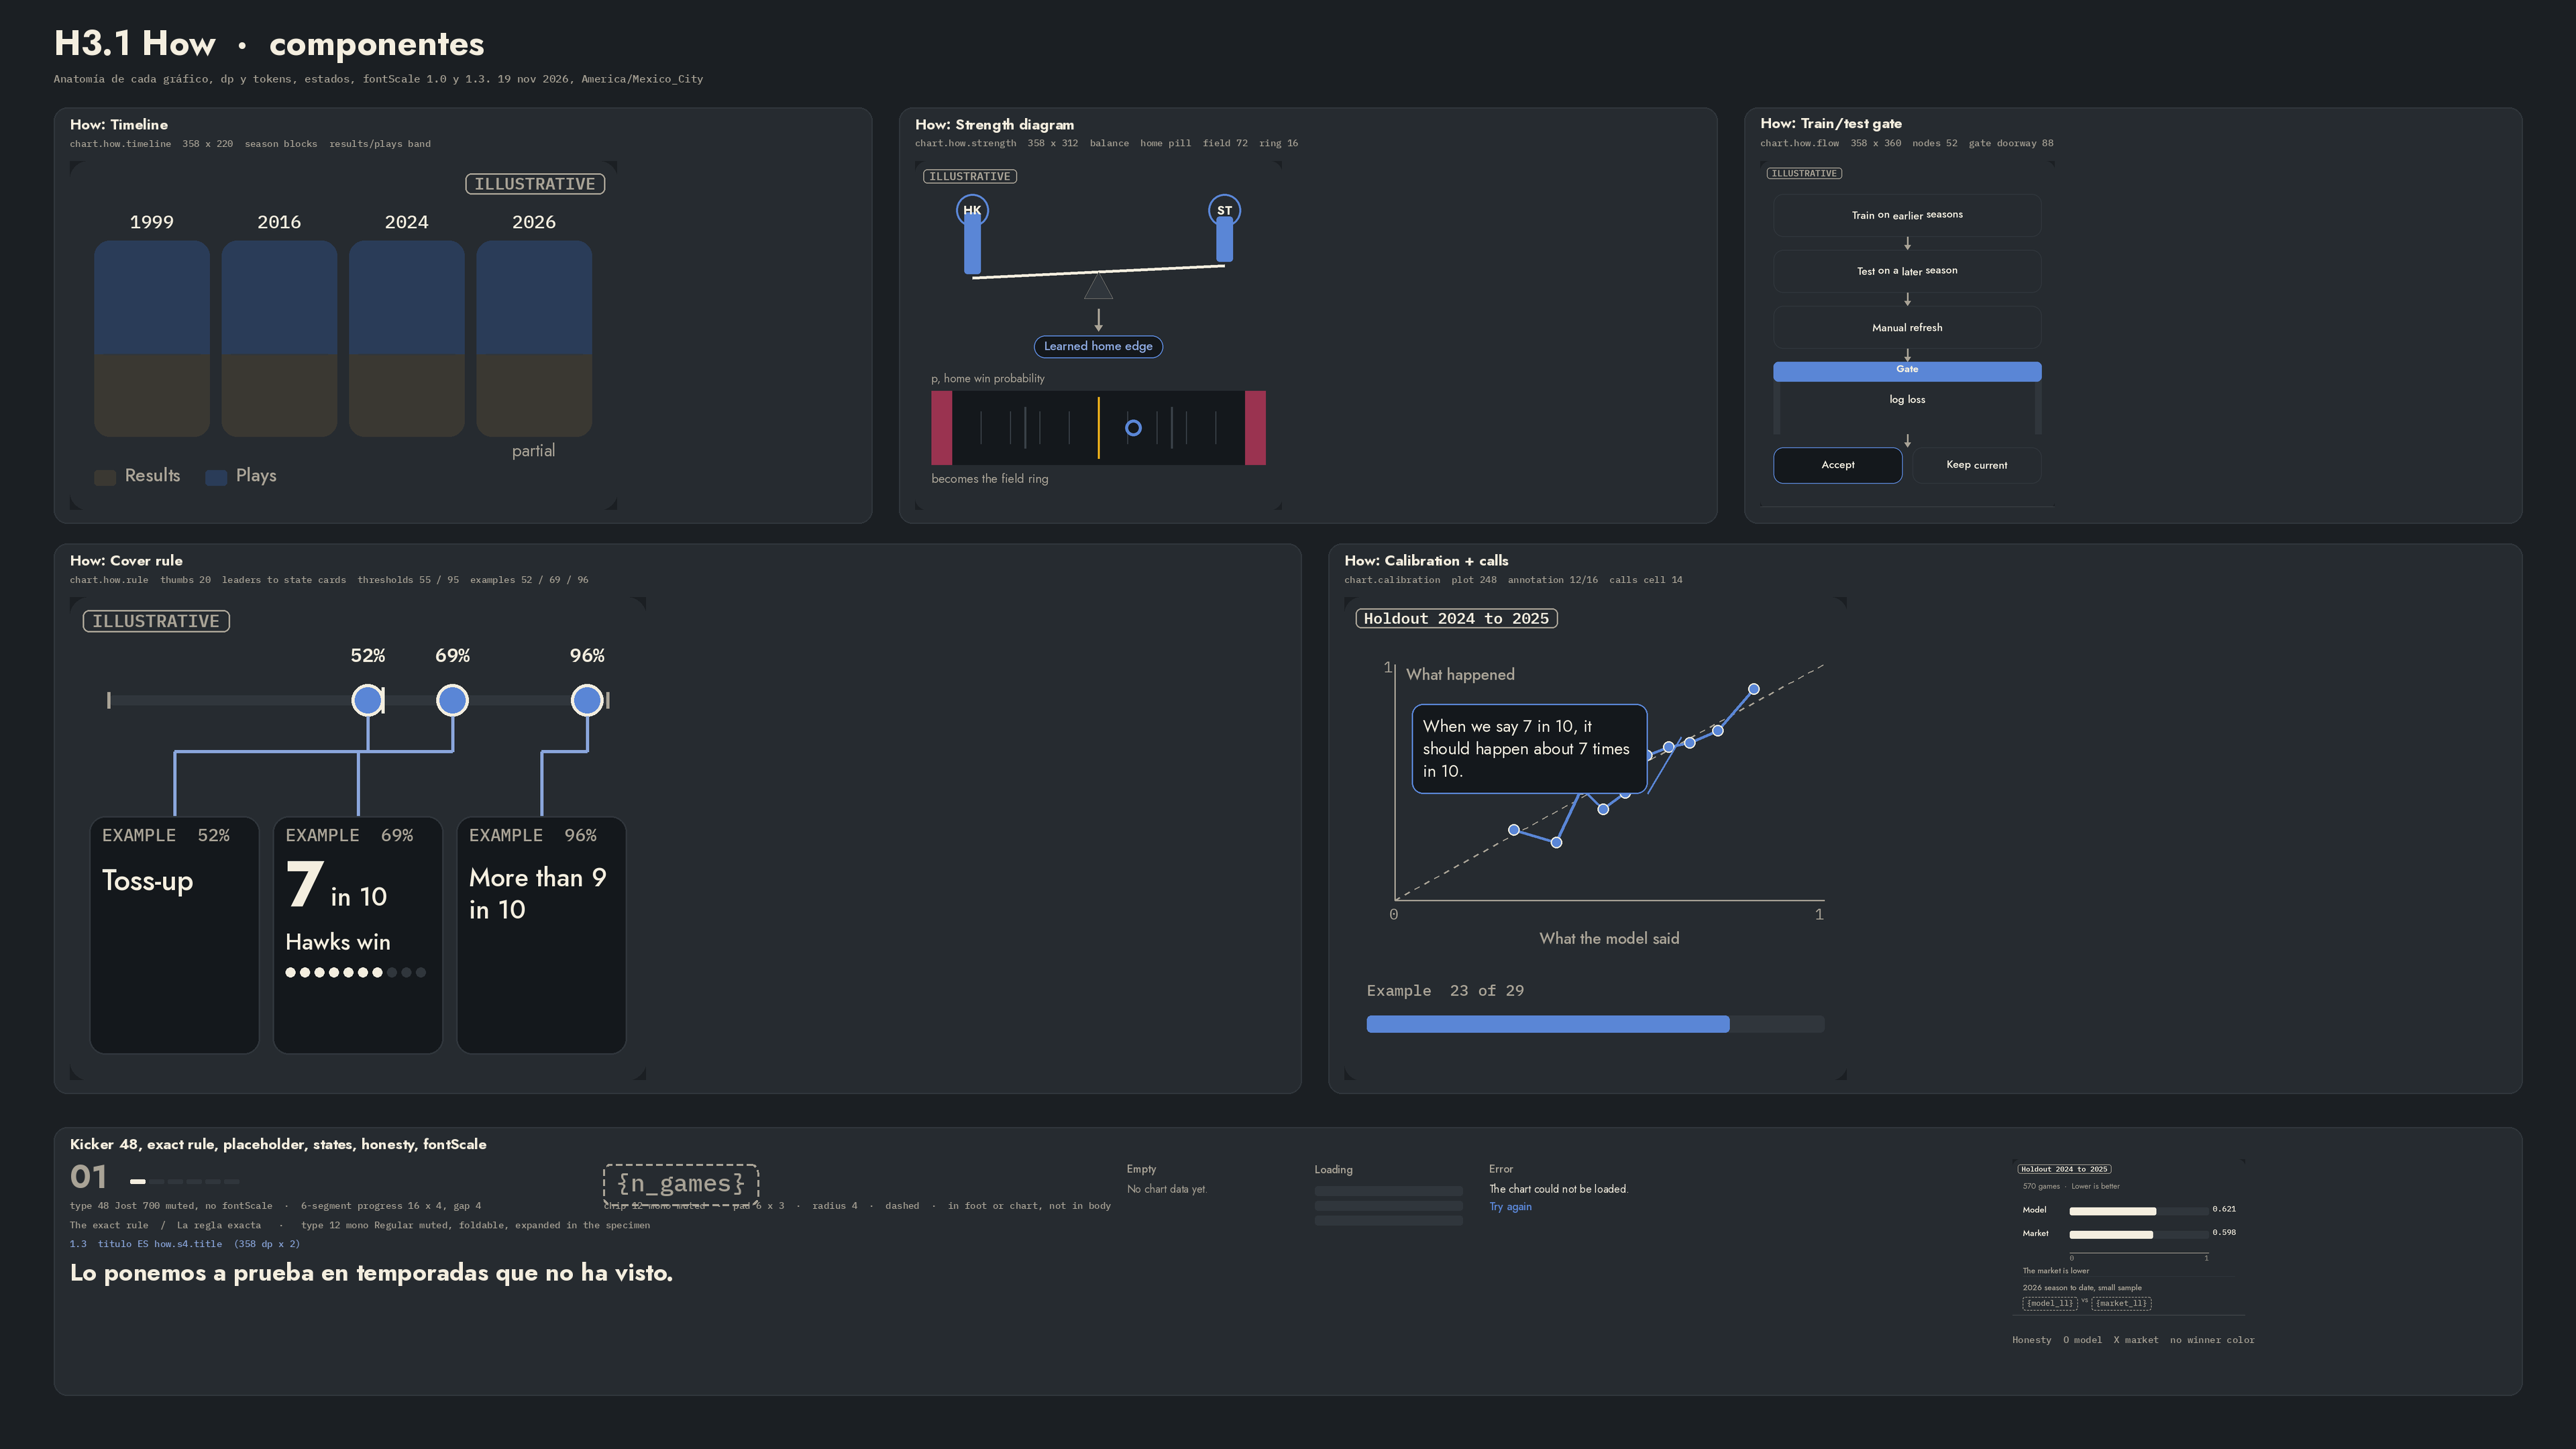 H3.1 How · componentes
Anatomía de cada gráfico, dp y tokens, estados, fontScale 1.0 y 1.3. 19 nov 2026, America/Mexico_City
How: Timeline
chart.how.timeline 358 x 220 season blocks results/plays band
ILLUSTRATIVE
1999 2016 2024 2026
partial
Results Plays
How: Strength diagram
chart.how.strength 358 x 312 balance home pill field 72 ring 16
ILLUSTRATIVE
HK ST
Learned home edge
p, home win probability
becomes the field ring
How: Train/test gate
chart.how.flow 358 x 360 nodes 52 gate doorway 88
ILLUSTRATIVE
Train on earlier seasons
Test on a later season
Manual refresh
Gate
log loss
Accept Keep current
How: Cover rule
chart.how.rule thumbs 20 leaders to state cards thresholds 55 / 95 examples 52 / 69 / 96
ILLUSTRATIVE
52% 69% 96%
EXAMPLE 52%
Toss-up
EXAMPLE 69%
7 in 10
Hawks win
EXAMPLE 96%
More than 9
in 10
How: Calibration + calls
chart.calibration plot 248 annotation 12/16 calls cell 14
Holdout 2024 to 2025
1
What happened
When we say 7 in 10, it
should happen about 7 times
in 10.
0 1
What the model said
Example 23 of 29
Kicker 48, exact rule, placeholder, states, honesty, fontScale
01
type 48 Jost 700 muted, no fontScale · 6-segment progress 16 x 4, gap 4
The exact rule / La regla exacta · type 12 mono Regular muted, foldable, expanded in the specimen
1.3 titulo ES how.s4.title (358 dp x 2)
Lo ponemos a prueba en temporadas que no ha visto.
{n_games}
chip 12 mono muted · pad 6 x 3 · radius 4 · dashed · in foot or chart, not in body
Empty
No chart data yet.
Loading
Error
The chart could not be loaded.
Try again
Holdout 2024 to 2025
570 games · Lower is better
Model 0.621
Market 0.598
0 1
The market is lower
2026 season to date, small sample
{model_ll} vs {market_ll}
Honesty O model X market no winner color